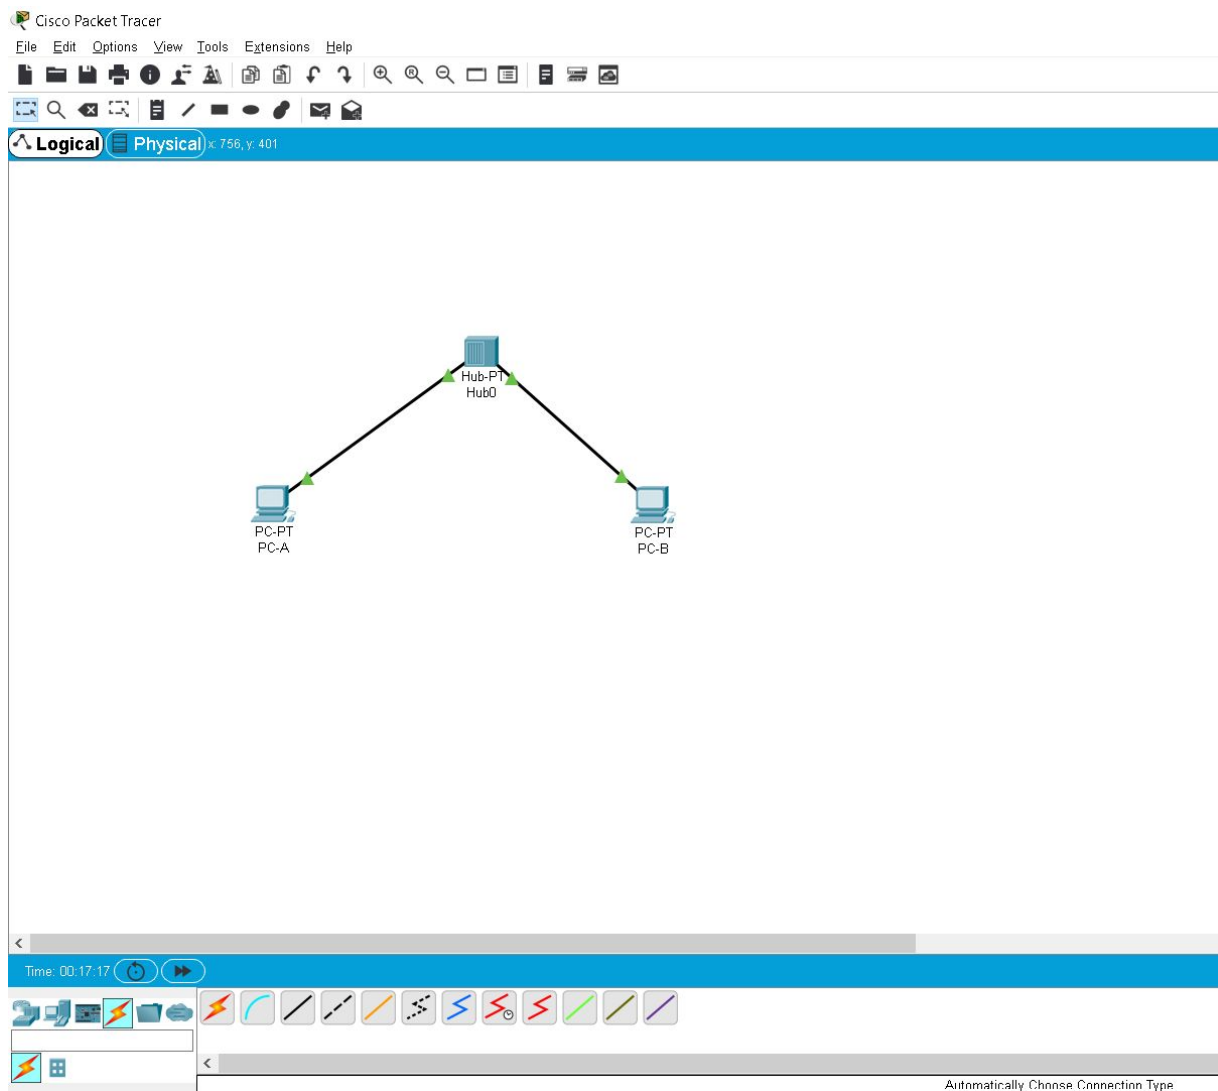 Cisco Packet Tracer
File Edit Options View Tools Extensions Help
Logical Physical x: 756, y: 401
Hub-PT
Hub0
PC-PT
PC-A
PC-PT
PC-B
Time: 00:17:17
Automatically Choose Connection Type